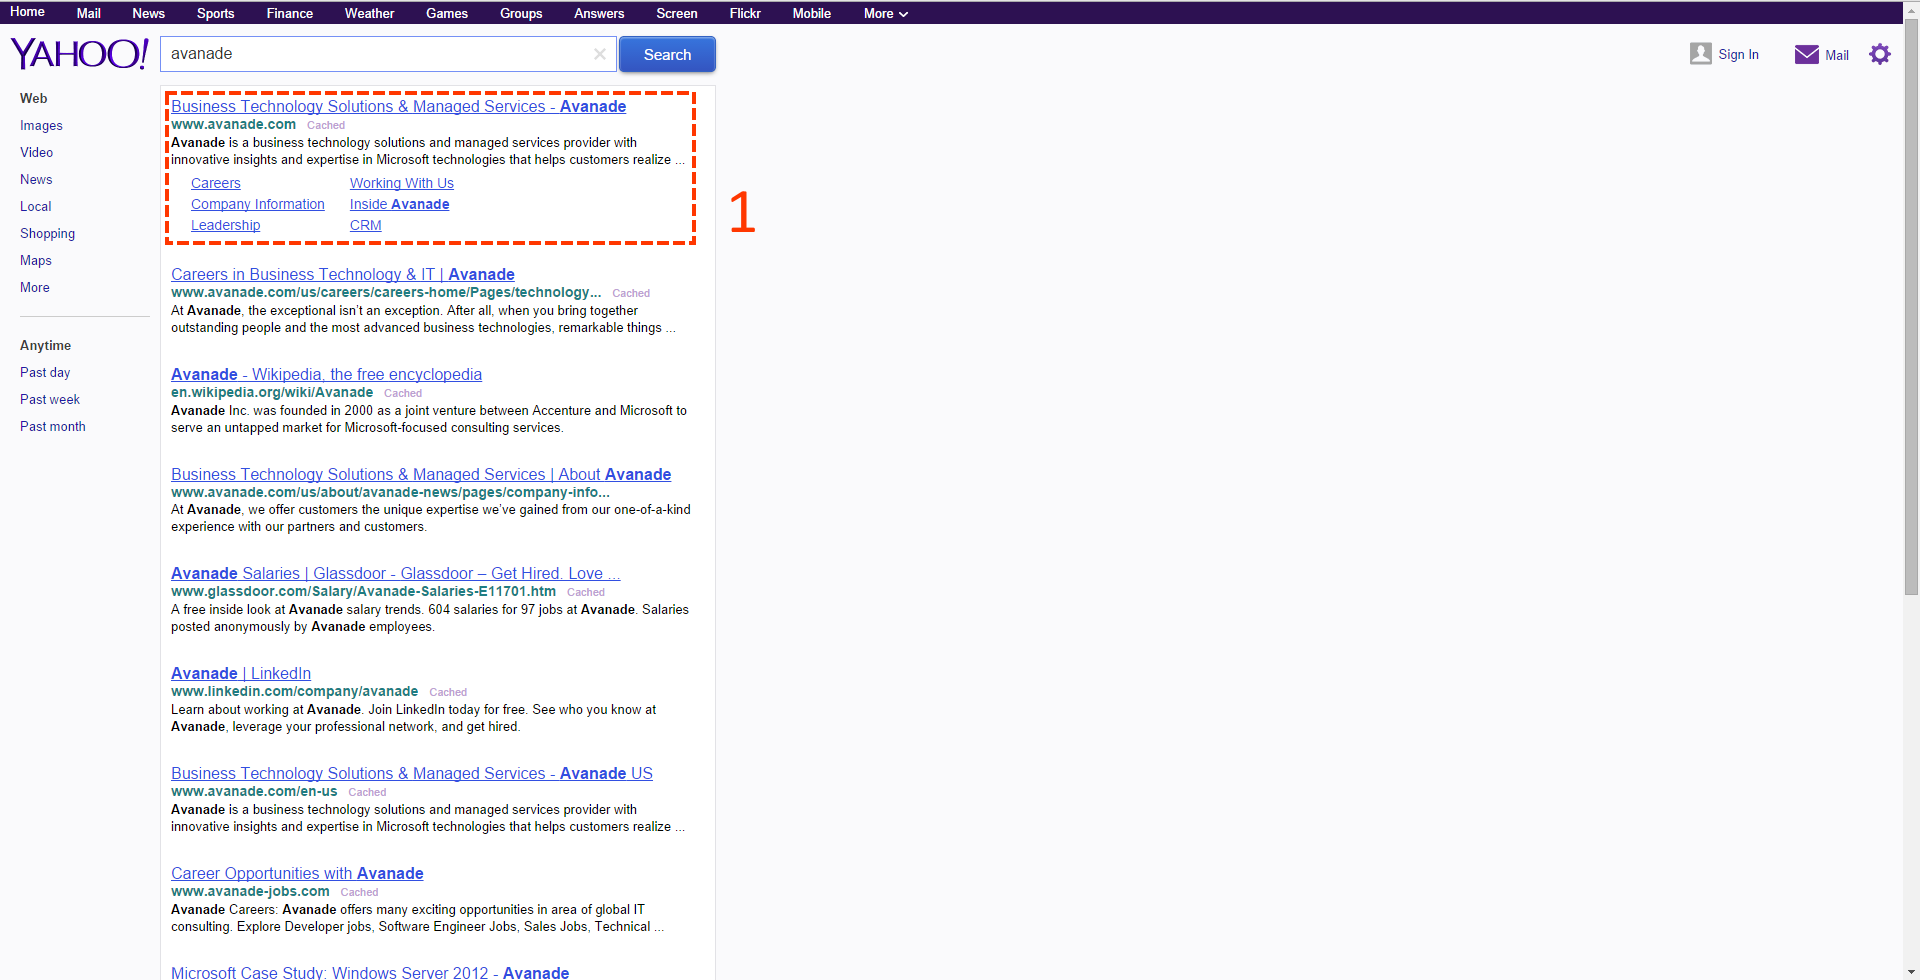 Home Mail News Sports Finance Weather Games Groups Answers Screen Flickr Mobile More
YAHOO! avanade Search Sign In Mail
Web
Images
Video
News
Local
Shopping
Maps
More
Anytime
Past day
Past week
Past month
Business Technology Solutions & Managed Services - Avanade
www.avanade.com Cached
Avanade is a business technology solutions and managed services provider with
innovative insights and expertise in Microsoft technologies that helps customers realize ...
Careers Working With Us
Company Information Inside Avanade
Leadership CRM
1
Careers in Business Technology & IT | Avanade
www.avanade.com/us/careers/careers-home/Pages/technology... Cached
At Avanade, the exceptional isn't an exception. After all, when you bring together
outstanding people and the most advanced business technologies, remarkable things ...
Avanade - Wikipedia, the free encyclopedia
en.wikipedia.org/wiki/Avanade Cached
Avanade Inc. was founded in 2000 as a joint venture between Accenture and Microsoft to
serve an untapped market for Microsoft-focused consulting services.
Business Technology Solutions & Managed Services | About Avanade
www.avanade.com/us/about/avanade-news/pages/company-info...
At Avanade, we offer customers the unique expertise we've gained from our one-of-a-kind
experience with our partners and customers.
Avanade Salaries | Glassdoor - Glassdoor – Get Hired. Love ...
www.glassdoor.com/Salary/Avanade-Salaries-E11701.htm Cached
A free inside look at Avanade salary trends. 604 salaries for 97 jobs at Avanade. Salaries
posted anonymously by Avanade employees.
Avanade | LinkedIn
www.linkedin.com/company/avanade Cached
Learn about working at Avanade. Join LinkedIn today for free. See who you know at
Avanade, leverage your professional network, and get hired.
Business Technology Solutions & Managed Services - Avanade US
www.avanade.com/en-us Cached
Avanade is a business technology solutions and managed services provider with
innovative insights and expertise in Microsoft technologies that helps customers realize ...
Career Opportunities with Avanade
www.avanade-jobs.com Cached
Avanade Careers: Avanade offers many exciting opportunities in area of global IT
consulting. Explore Developer jobs, Software Engineer Jobs, Sales Jobs, Technical ...
Microsoft Case Study: Windows Server 2012 - Avanade